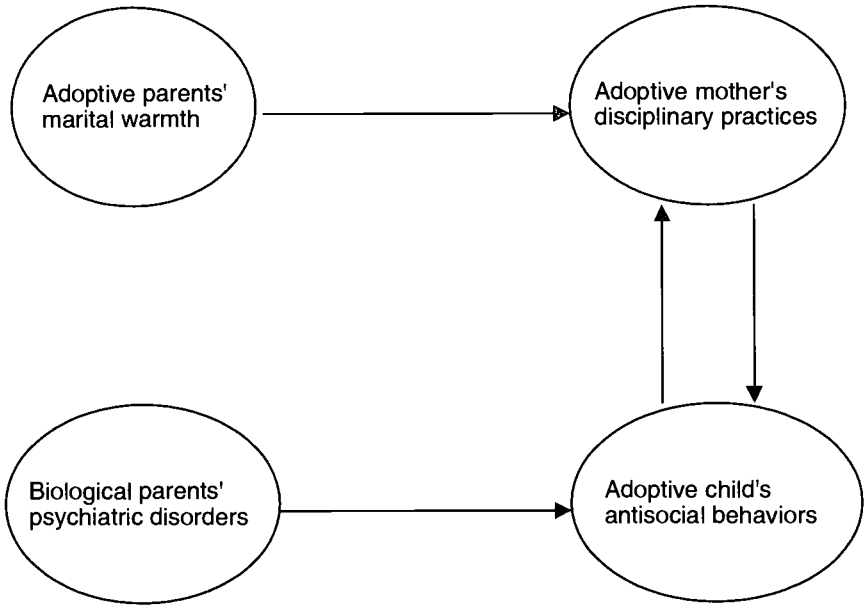 Adoptive parents'
marital warmth
Adoptive mother's
disciplinary practices
Biological parents'
psychiatric disorders
Adoptive child's
antisocial behaviors